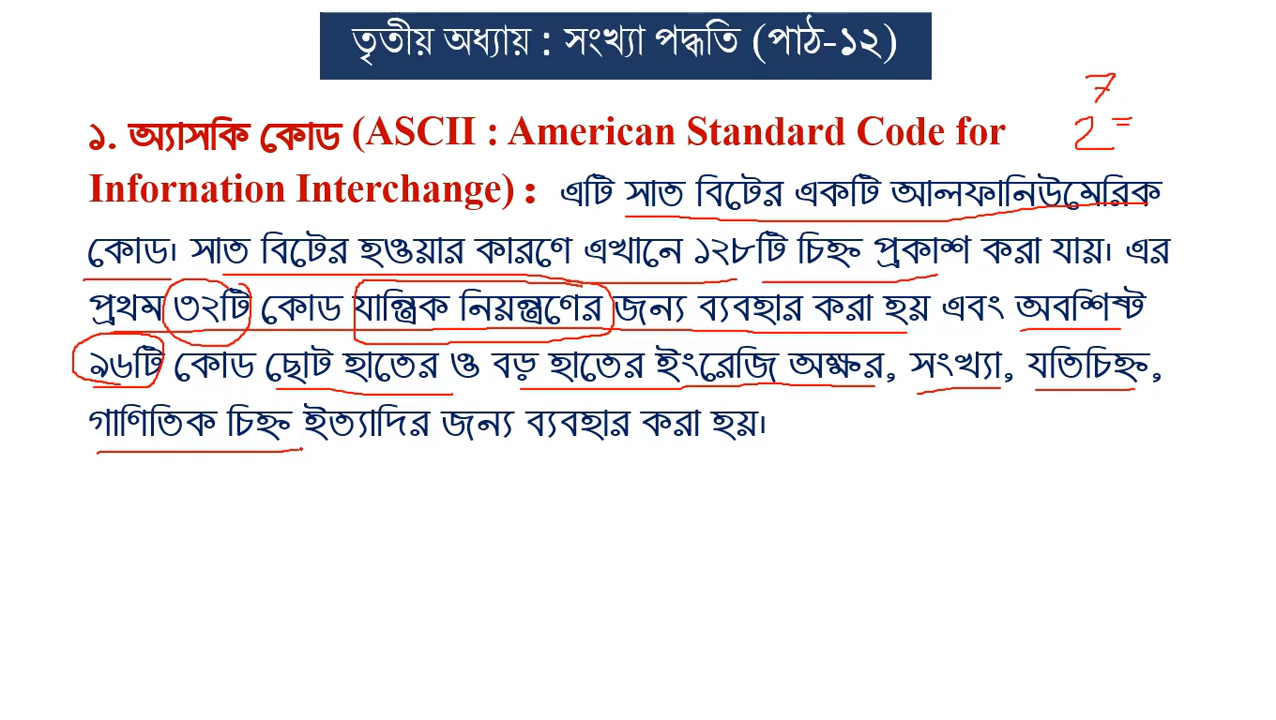 তৃতীয় অধ্যায় : সংখ্যা পদ্ধতি (পাঠ-১২)
7
2 =
১. অ্যাসকি কোড (ASCII : American Standard Code for
Infornation Interchange) : এটি সাত বিটের একটি আলফানিউমেরিক
কোড। সাত বিটের হওয়ার কারণে এখানে ১২৮টি চিহ্ন প্রকাশ করা যায়। এর
প্রথম ৩২টি কোড যান্ত্রিক নিয়ন্ত্রণের জন্য ব্যবহার করা হয় এবং অবশিষ্ট
৯৬টি কোড ছোট হাতের ও বড় হাতের ইংরেজি অক্ষর, সংখ্যা, যতিচিহ্ন,
গাণিতিক চিহ্ন ইত্যাদির জন্য ব্যবহার করা হয়।